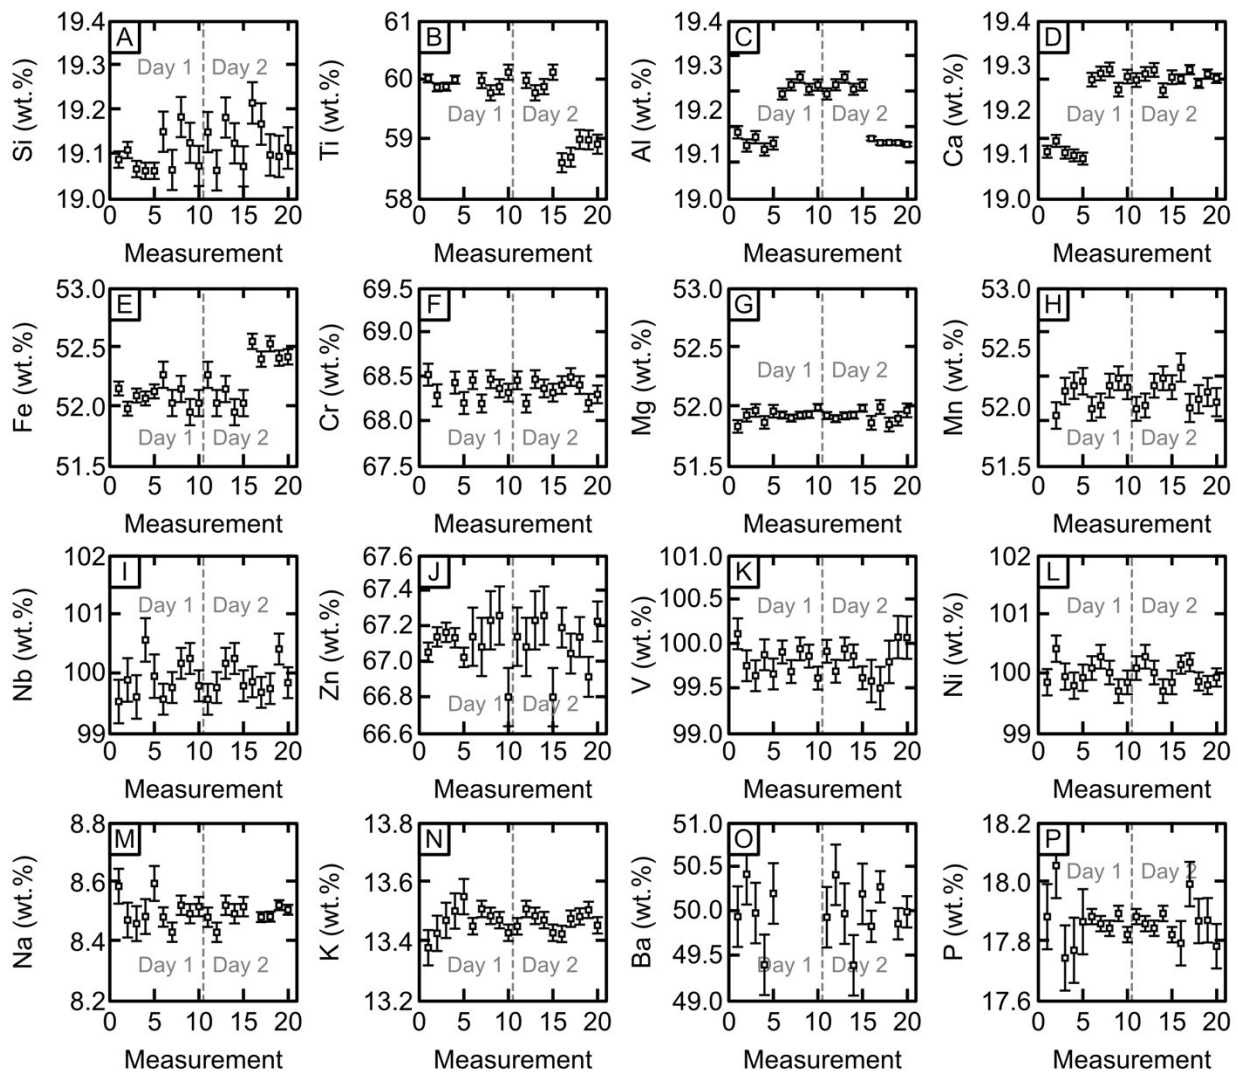 A
Day 1 Day 2
Si (wt.%)
19.4
19.3
19.2
19.1
19.0
0 5 10 15 20
Measurement
B
Day 1 Day 2
Ti (wt.%)
61
60
59
58
0 5 10 15 20
Measurement
C
Day 1 Day 2
Al (wt.%)
19.4
19.3
19.2
19.1
19.0
0 5 10 15 20
Measurement
D
Day 1 Day 2
Ca (wt.%)
19.4
19.3
19.2
19.1
19.0
0 5 10 15 20
Measurement
E
Day 1 Day 2
Fe (wt.%)
53.0
52.5
52.0
51.5
0 5 10 15 20
Measurement
F
Cr (wt.%)
69.5
69.0
68.5
68.0
67.5
0 5 10 15 20
Measurement
G
Day 1 Day 2
Mg (wt.%)
53.0
52.5
52.0
51.5
0 5 10 15 20
Measurement
H
Day 1 Day 2
Mn (wt.%)
53.0
52.5
52.0
51.5
0 5 10 15 20
Measurement
I
Day 1 Day 2
Nb (wt.%)
102
101
100
99
0 5 10 15 20
Measurement
J
Day 1 Day 2
Zn (wt.%)
67.6
67.4
67.2
67.0
66.8
66.6
0 5 10 15 20
Measurement
K
Day 1 Day 2
V (wt.%)
101.0
100.5
100.0
99.5
99.0
0 5 10 15 20
Measurement
L
Day 1 Day 2
Ni (wt.%)
102
101
100
99
0 5 10 15 20
Measurement
M
Day 1 Day 2
Na (wt.%)
8.8
8.6
8.4
8.2
0 5 10 15 20
Measurement
N
Day 1 Day 2
K (wt.%)
13.8
13.6
13.4
13.2
0 5 10 15 20
Measurement
O
Day 1 Day 2
Ba (wt.%)
51.0
50.5
50.0
49.5
49.0
0 5 10 15 20
Measurement
P
Day 1 Day 2
P (wt.%)
18.2
18.0
17.8
17.6
0 5 10 15 20
Measurement